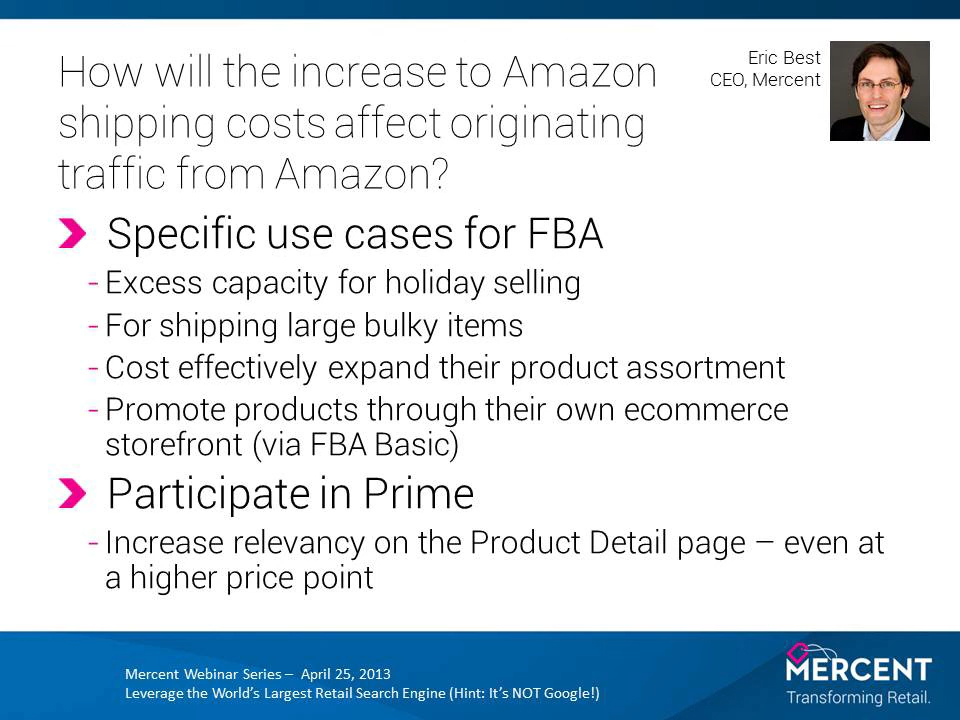 How will the increase to Amazon
shipping costs affect originating
traffic from Amazon?
Eric Best
CEO, Mercent
Specific use cases for FBA
- Excess capacity for holiday selling
- For shipping large bulky items
- Cost effectively expand their product assortment
- Promote products through their own ecommerce
storefront (via FBA Basic)
Participate in Prime
- Increase relevancy on the Product Detail page – even at
a higher price point
Mercent Webinar Series – April 25, 2013
Leverage the World's Largest Retail Search Engine (Hint: It's NOT Google!)
MERCENT
Transforming Retail.